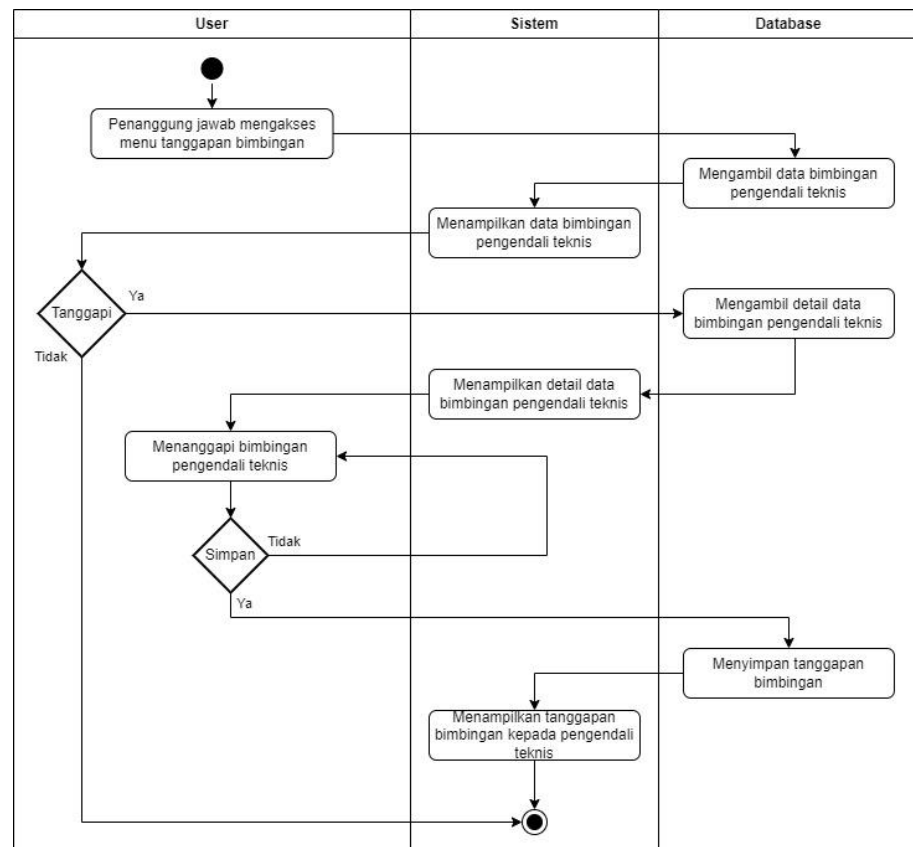 User
Sistem
Database
Penanggung jawab mengakses
menu tanggapan bimbingan
Mengambil data bimbingan
pengendali teknis
Menampilkan data bimbingan
pengendali teknis
Tanggapi
Ya
Tidak
Mengambil detail data
bimbingan pengendali teknis
Menampilkan detail data
bimbingan pengendali teknis
Menanggapi bimbingan
pengendali teknis
Simpan
Tidak
Ya
Menyimpan tanggapan
bimbingan
Menampilkan tanggapan
bimbingan kepada pengendali
teknis